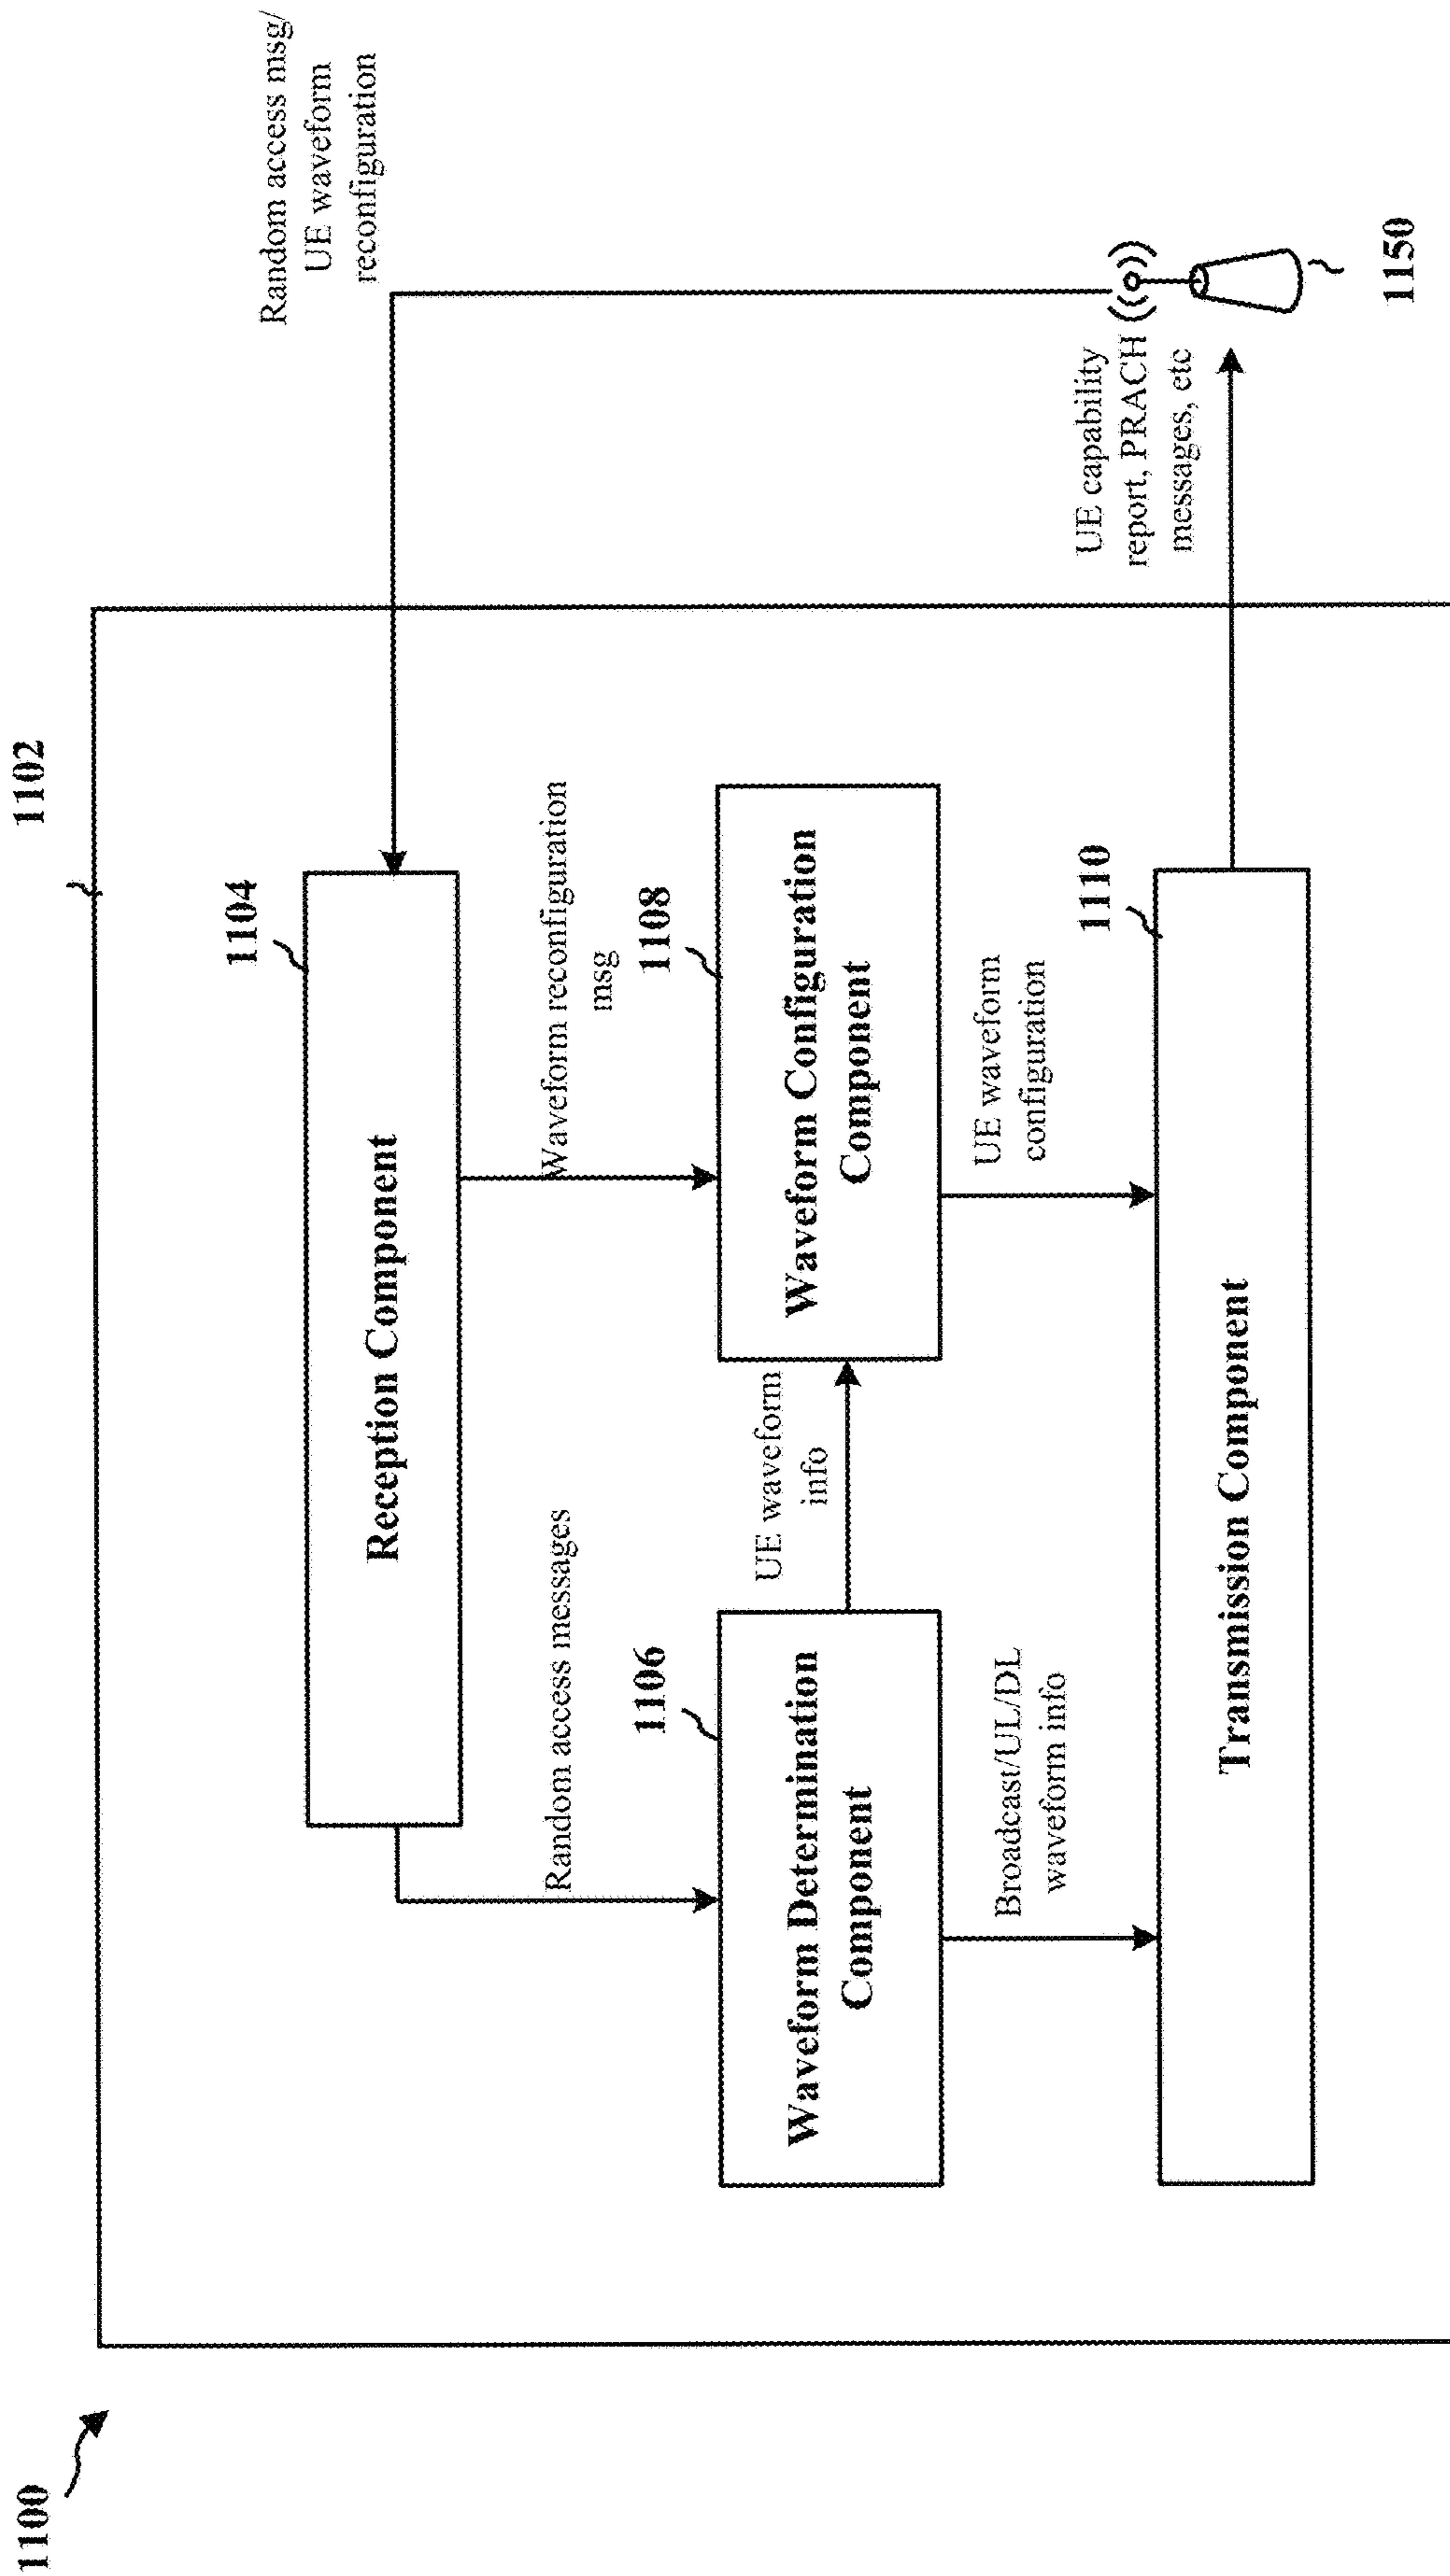 1100
1102
Random access msg/
UE waveform
reconfiguration
1104
Reception Component
Random access messages
Waveform reconfiguration
msg
1106
1108
Waveform Determination
Component
UE waveform
info
Waveform Configuration
Component
Broadcast/UL/DL
waveform info
UE waveform
configuration
1110
Transmission Component
UE capability
report, PRACH
messages, etc
1150